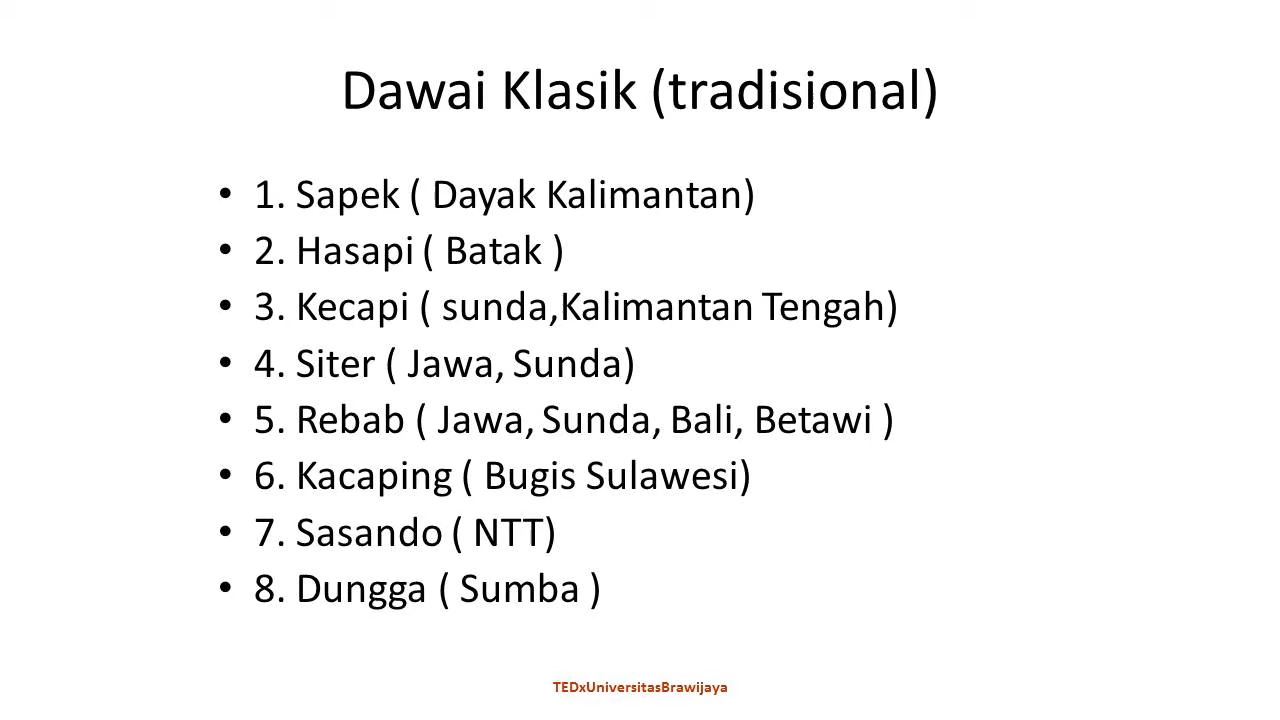 Dawai Klasik (tradisional)
• 1. Sapek ( Dayak Kalimantan)
• 2. Hasapi ( Batak )
• 3. Kecapi ( sunda,Kalimantan Tengah)
• 4. Siter ( Jawa, Sunda)
• 5. Rebab ( Jawa, Sunda, Bali, Betawi )
• 6. Kacaping ( Bugis Sulawesi)
• 7. Sasando ( NTT)
• 8. Dungga ( Sumba )
TEDxUniversitasBrawijaya